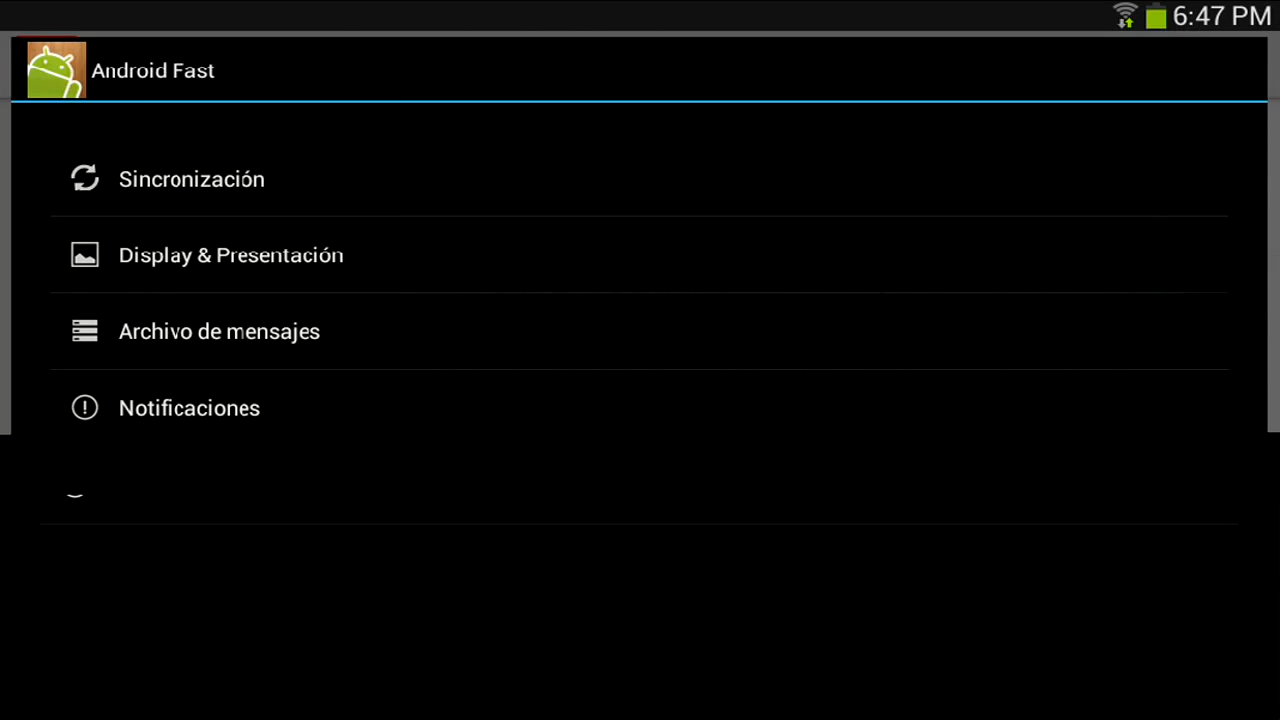 6:47 PM
Android Fast
Sincronización
Display & Presentación
Archivo de mensajes
Notificaciones